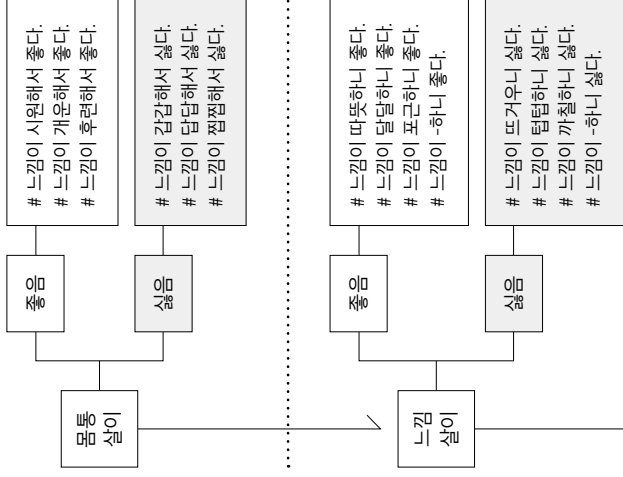 몸통
살이
좋음
# 느낌이 시원해서 좋다.
# 느낌이 개운해서 좋다.
# 느낌이 후련해서 좋다.
싫음
# 느낌이 갑갑해서 싫다.
# 느낌이 답답해서 싫다.
# 느낌이 찝찝해서 싫다.
느낌
살이
좋음
# 느낌이 따뜻하니 좋다.
# 느낌이 달달하니 좋다.
# 느낌이 포근하니 좋다.
# 느낌이 -하니 좋다.
싫음
# 느낌이 뜨거우니 싫다.
# 느낌이 텁텁하니 싫다.
# 느낌이 까칠하니 싫다.
# 느낌이 -하니 싫다.